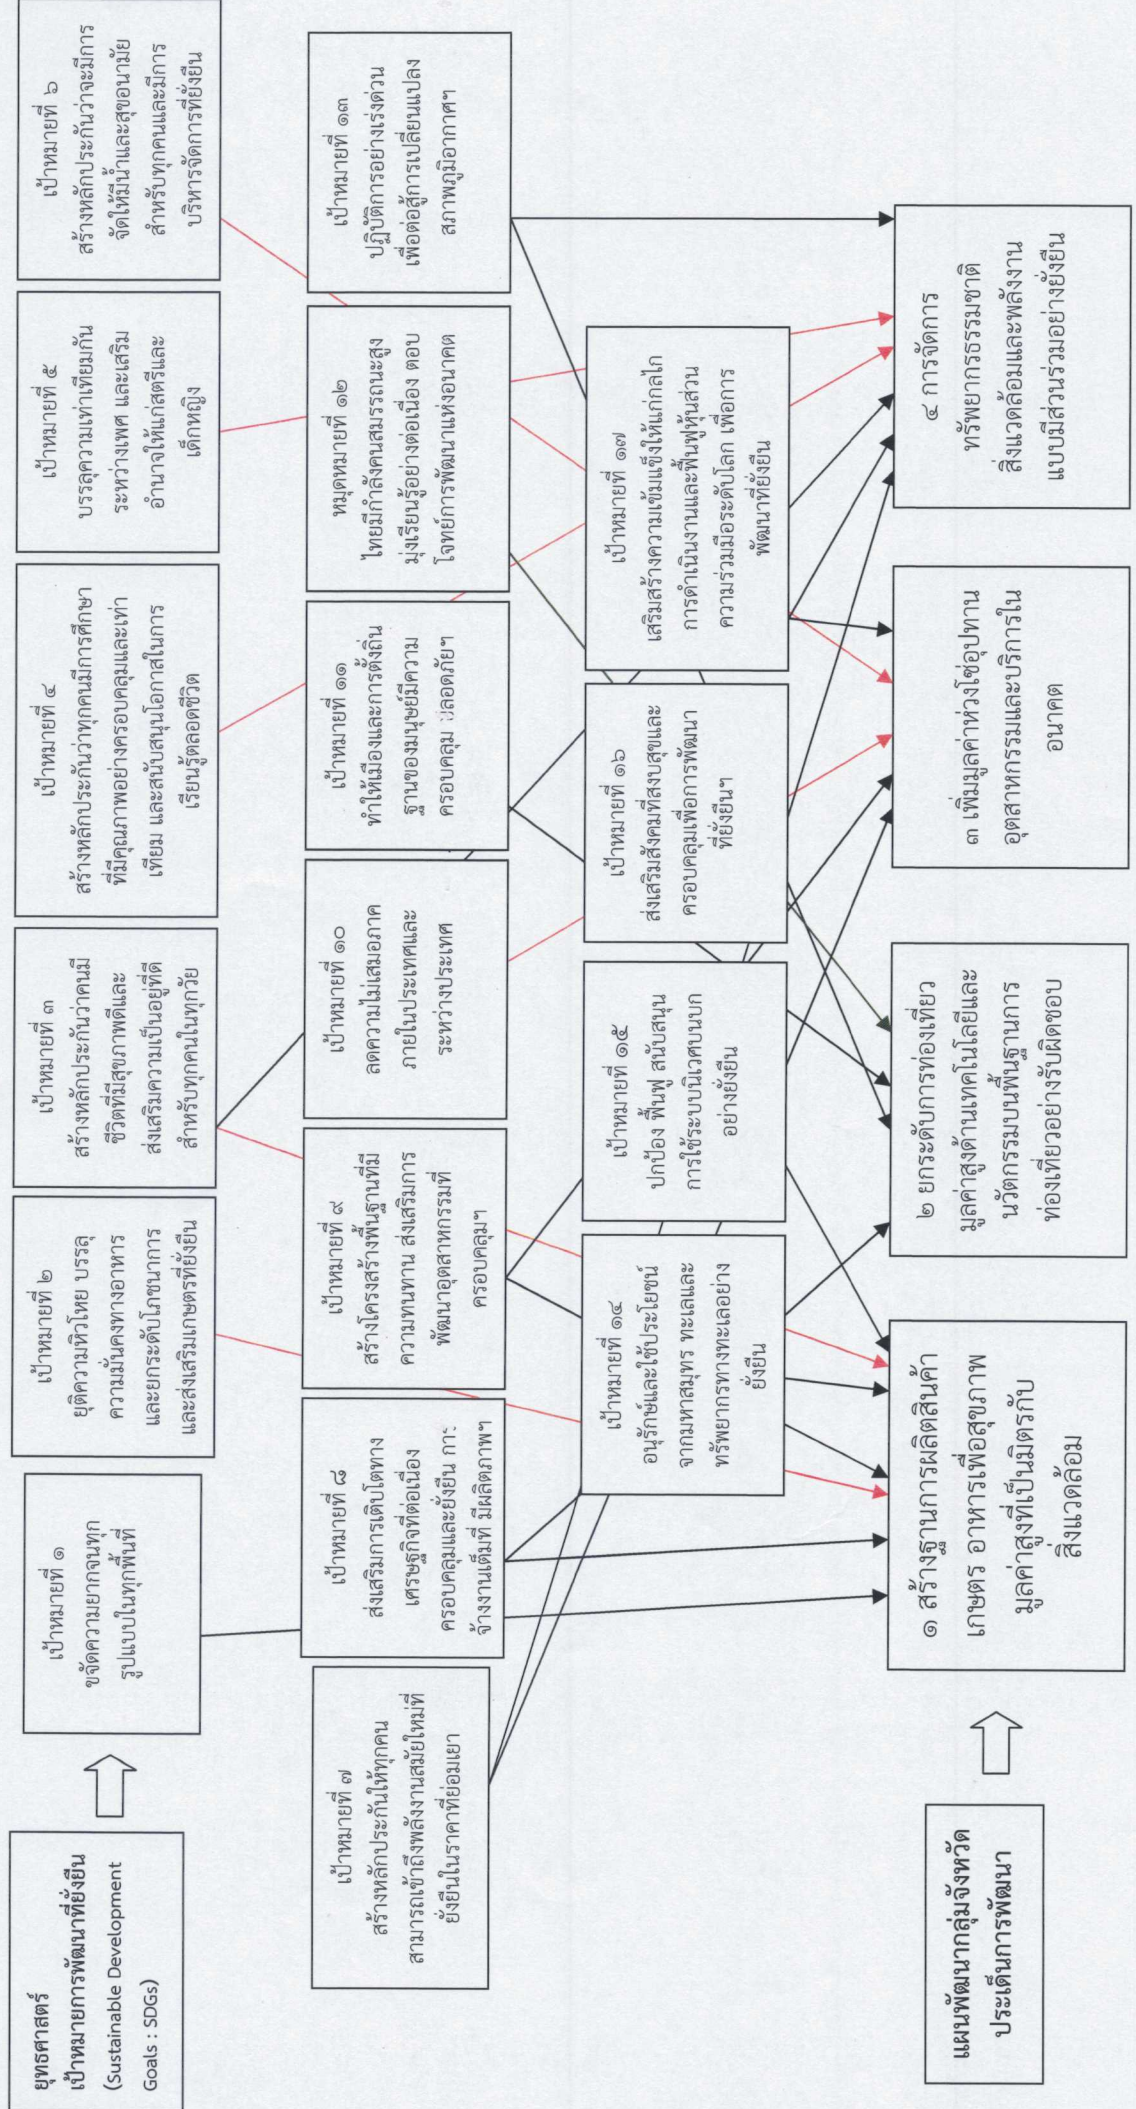 ยุทธศาสตร์
เป้าหมายการพัฒนาที่ยั่งยืน
(Sustainable Development
Goals : SDGs)
เป้าหมายที่ ๑
ขจัดความยากจนทุก
รูปแบบในทุกพื้นที่
เป้าหมายที่ ๒
ยุติความหิวโหย บรรลุ
ความมั่นคงทางอาหาร
และยกระดับโภชนาการ
และส่งเสริมเกษตรที่ยั่งยืน
เป้าหมายที่ ๓
สร้างหลักประกันว่าคนมี
ชีวิตที่มีสุขภาพดีและ
ส่งเสริมความเป็นอยู่ที่ดี
สำหรับทุกคนในทุกวัย
เป้าหมายที่ ๔
สร้างหลักประกันว่าทุกคนมีการศึกษา
ที่มีคุณภาพอย่างครอบคลุมและเท่า
เทียม และสนับสนุนโอกาสในการ
เรียนรู้ตลอดชีวิต
เป้าหมายที่ ๕
บรรลุความเท่าเทียมกัน
ระหว่างเพศ และเสริม
อำนาจให้แก่สตรีและ
เด็กหญิง
เป้าหมายที่ ๖
สร้างหลักประกันว่าจะมีการ
จัดให้มีน้ำและสุขอนามัย
สำหรับทุกคนและมีการ
บริหารจัดการที่ยั่งยืน
เป้าหมายที่ ๗
สร้างหลักประกันให้ทุกคน
สามารถเข้าถึงพลังงานสมัยใหม่ที่
ยั่งยืนในราคาที่ย่อมเยา
เป้าหมายที่ ๘
ส่งเสริมการเติบโตทาง
เศรษฐกิจที่ต่อเนื่อง
ครอบคลุมและยั่งยืน การ
จ้างงานเต็มที่ มีผลิตภาพฯ
เป้าหมายที่ ๙
สร้างโครงสร้างพื้นฐานที่มี
ความทนทาน ส่งเสริมการ
พัฒนาอุตสาหกรรมที่
ครอบคลุมฯ
เป้าหมายที่ ๑๐
ลดความไม่เสมอภาค
ภายในประเทศและ
ระหว่างประเทศ
เป้าหมายที่ ๑๑
ทำให้เมืองและการตั้งถิ่น
ฐานของมนุษย์มีความ
ครอบคลุม ปลอดภัยฯ
หมุดหมายที่ ๑๒
ไทยมีกำลังคนสมรรถนะสูง
มุ่งเรียนรู้อย่างต่อเนื่อง ตอบ
โจทย์การพัฒนาแห่งอนาคต
เป้าหมายที่ ๑๓
ปฏิบัติการอย่างเร่งด่วน
เพื่อต่อสู้การเปลี่ยนแปลง
สภาพภูมิอากาศฯ
เป้าหมายที่ ๑๔
อนุรักษ์และใช้ประโยชน์
จากมหาสมุทร ทะเลและ
ทรัพยากรทางทะเลอย่าง
ยั่งยืน
เป้าหมายที่ ๑๕
ปกป้อง ฟื้นฟู สนับสนุน
การใช้ระบบนิเวศบนบก
อย่างยั่งยืน
เป้าหมายที่ ๑๖
ส่งเสริมสังคมที่สงบสุขและ
ครอบคลุมเพื่อการพัฒนา
ที่ยั่งยืนฯ
เป้าหมายที่ ๑๗
เสริมสร้างความเข้มแข็งให้แก่กลไก
การดำเนินงานและฟื้นฟูหุ้นส่วน
ความร่วมมือระดับโลก เพื่อการ
พัฒนาที่ยั่งยืน
แผนพัฒนากลุ่มจังหวัด
ประเด็นการพัฒนา
๑ สร้างฐานการผลิตสินค้า
เกษตร อาหารเพื่อสุขภาพ
มูลค่าสูงที่เป็นมิตรกับ
สิ่งแวดล้อม
๒ ยกระดับการท่องเที่ยว
มูลค่าสูงด้านเทคโนโลยีและ
นวัตกรรมบนพื้นฐานการ
ท่องเที่ยวอย่างรับผิดชอบ
๓ เพิ่มมูลค่าห่วงโซ่อุปทาน
อุตสาหกรรมและบริการใน
อนาคต
๔ การจัดการ
ทรัพยากรธรรมชาติ
สิ่งแวดล้อมและพลังงาน
แบบมีส่วนร่วมอย่างยั่งยืน